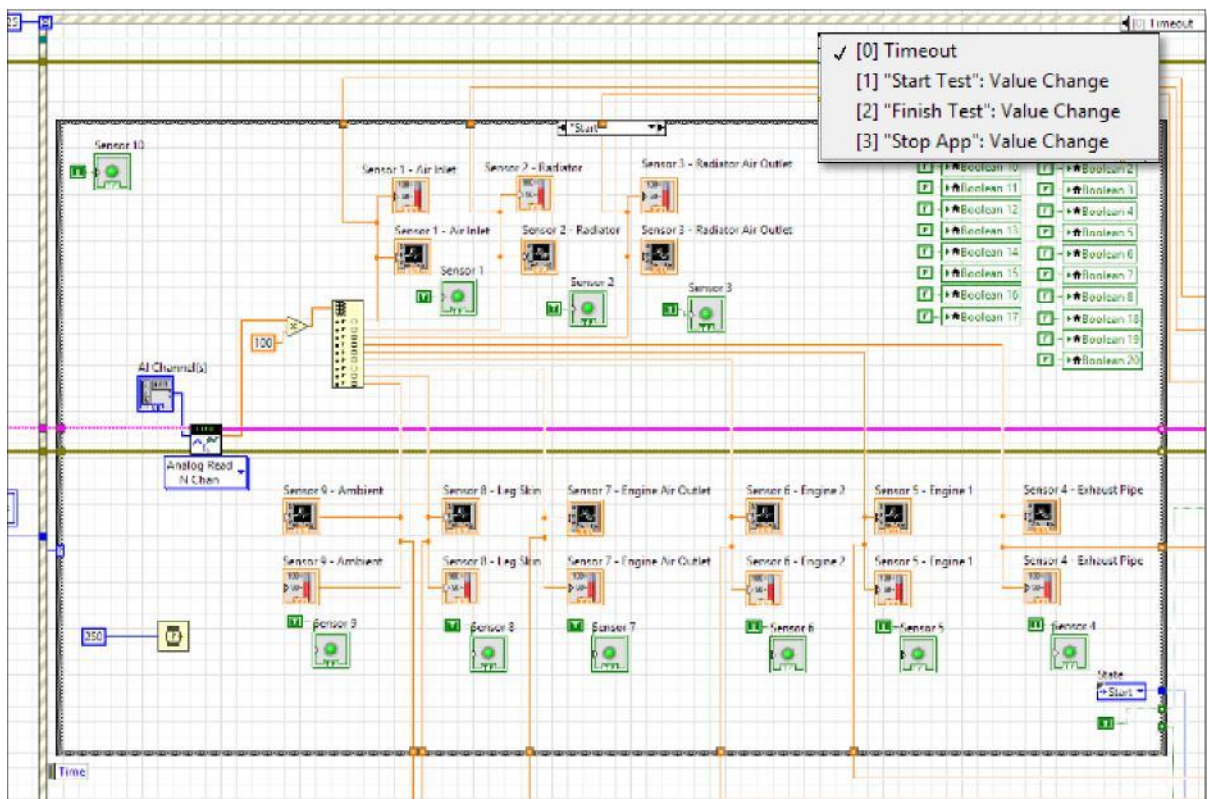 25
[0] Timeout
✓ [0] Timeout
[1] "Start Test": Value Change
[2] "Finish Test": Value Change
[3] "Stop App": Value Change
"Start"
Sensor 10
T
Sensor 1 - Air Inlet
Sensor 2 - Radiator
Sensor 3 - Radiator Air Outlet
Sensor 1 - Air Inlet
Sensor 2 - Radiator
Sensor 3 - Radiator Air Outlet
Sensor 1
Sensor 2
Sensor 3
T
T
T
F Boolean 10
F Boolean 11
F Boolean 12
F Boolean 13
F Boolean 14
F Boolean 15
F Boolean 16
F Boolean 17
F Boolean 2
F Boolean 3
F Boolean 4
F Boolean 5
F Boolean 6
F Boolean 7
F Boolean 8
F Boolean 18
F Boolean 19
F Boolean 20
100
AI Channel(s)
Analog Read
N Chan
Sensor 9 - Ambient
Sensor 8 - Leg Skin
Sensor 7 - Engine Air Outlet
Sensor 6 - Engine 2
Sensor 5 - Engine 1
Sensor 4 - Exhaust Pipe
Sensor 9 - Ambient
Sensor 8 - Leg Skin
Sensor 7 - Engine Air Outlet
Sensor 6 - Engine 2
Sensor 5 - Engine 1
Sensor 4 - Exhaust Pipe
T Sensor 9
T Sensor 8
T Sensor 7
T Sensor 6
T Sensor 5
T Sensor 4
250
State
Start
T
Time